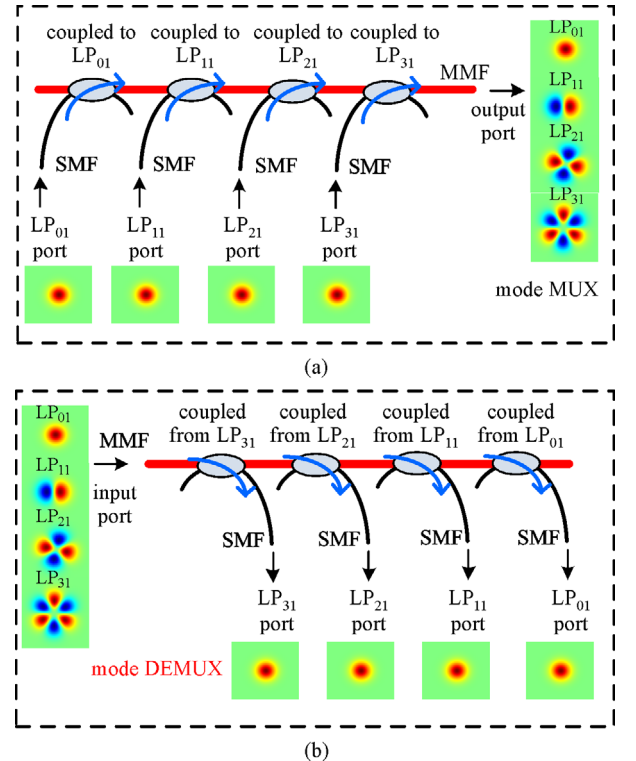 coupled to coupled to coupled to coupled to
LP01 LP11 LP21 LP31
MMF
output
port
LP01
LP11
LP21
LP31
SMF SMF SMF SMF
LP01 LP11 LP21 LP31
port port port port
mode MUX
(a)
LP01
LP11
LP21
LP31
MMF
input
port
coupled coupled coupled coupled
from LP31 from LP21 from LP11 from LP01
SMF SMF SMF SMF
LP31 LP21 LP11 LP01
port port port port
mode DEMUX
(b)